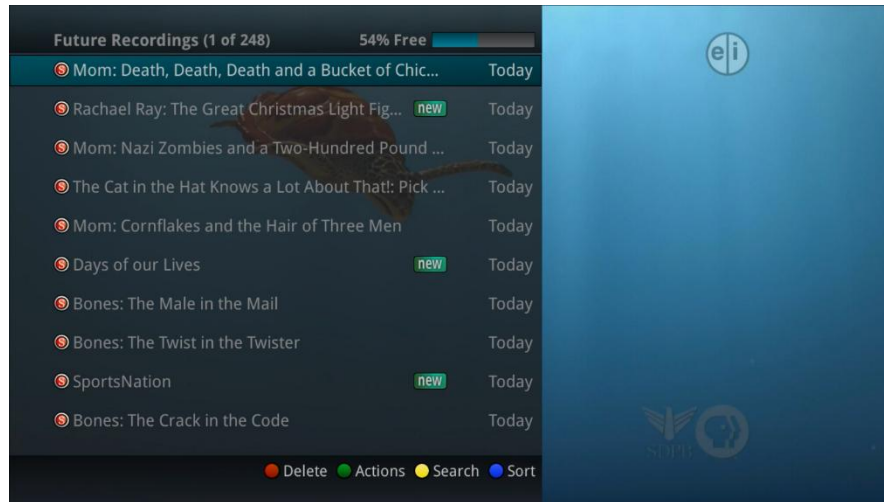 Future Recordings (1 of 248) 54% Free
S Mom: Death, Death, Death and a Bucket of Chic... Today
S Rachael Ray: The Great Christmas Light Fig... new Today
S Mom: Nazi Zombies and a Two-Hundred Pound ... Today
S The Cat in the Hat Knows a Lot About That!: Pick ... Today
S Mom: Cornflakes and the Hair of Three Men Today
S Days of our Lives new Today
S Bones: The Male in the Mail Today
S Bones: The Twist in the Twister Today
S SportsNation new Today
S Bones: The Crack in the Code Today
Delete Actions Search Sort
e i
SDPB